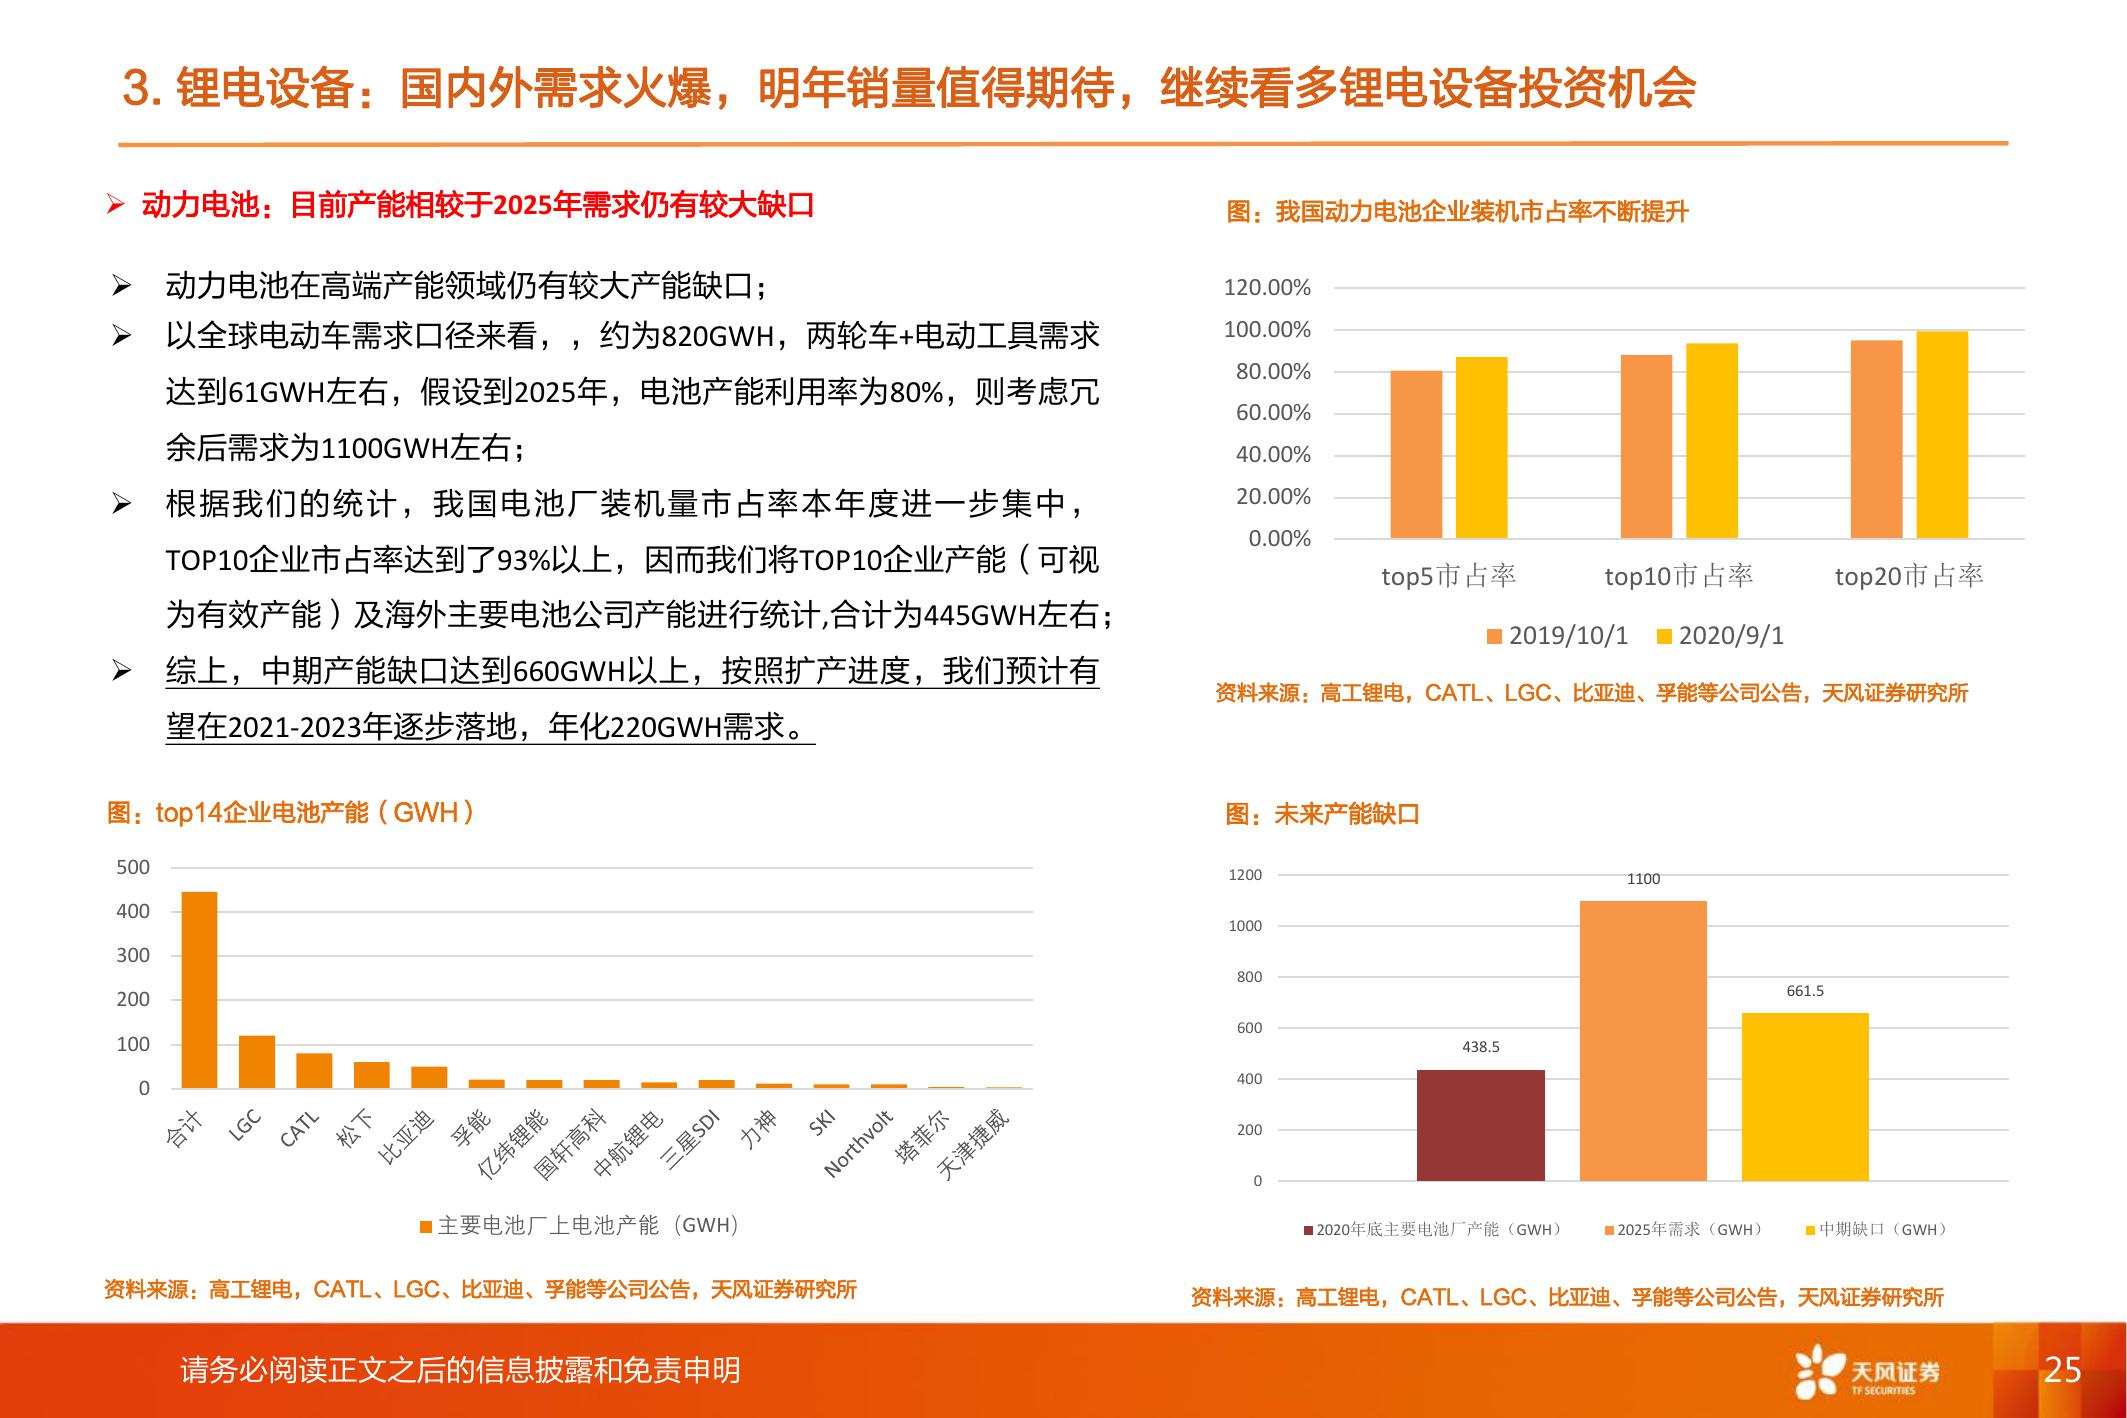 3. 锂电设备：国内外需求火爆，明年销量值得期待，继续看多锂电设备投资机会
动力电池：目前产能相较于2025年需求仍有较大缺口
动力电池在高端产能领域仍有较大产能缺口；
以全球电动车需求口径来看，，约为820GWH，两轮车+电动工具需求
达到61GWH左右，假设到2025年，电池产能利用率为80%，则考虑冗
余后需求为1100GWH左右；
根据我们的统计，我国电池厂装机量市占率本年度进一步集中，
TOP10企业市占率达到了93%以上，因而我们将TOP10企业产能（可视
为有效产能）及海外主要电池公司产能进行统计,合计为445GWH左右；
综上，中期产能缺口达到660GWH以上，按照扩产进度，我们预计有
望在2021-2023年逐步落地，年化220GWH需求。
图：我国动力电池企业装机市占率不断提升
120.00%
100.00%
80.00%
60.00%
40.00%
20.00%
0.00%
top5市占率 top10市占率 top20市占率
2019/10/1 2020/9/1
资料来源：高工锂电，CATL、LGC、比亚迪、孚能等公司公告，天风证券研究所
图：top14企业电池产能（GWH）
500
400
300
200
100
0
合计 LGC CATL 松下 比亚迪 孚能 亿纬锂能 国轩高科 中航锂电 三星SDI 力神 SKI Northvolt 塔菲尔 天津捷威
主要电池厂上电池产能（GWH）
资料来源：高工锂电，CATL、LGC、比亚迪、孚能等公司公告，天风证券研究所
图：未来产能缺口
1200
1000
800
600
400
200
0
438.5
1100
661.5
2020年底主要电池厂产能（GWH） 2025年需求（GWH） 中期缺口（GWH）
资料来源：高工锂电，CATL、LGC、比亚迪、孚能等公司公告，天风证券研究所
请务必阅读正文之后的信息披露和免责申明
天风证券
TF SECURITIES
25